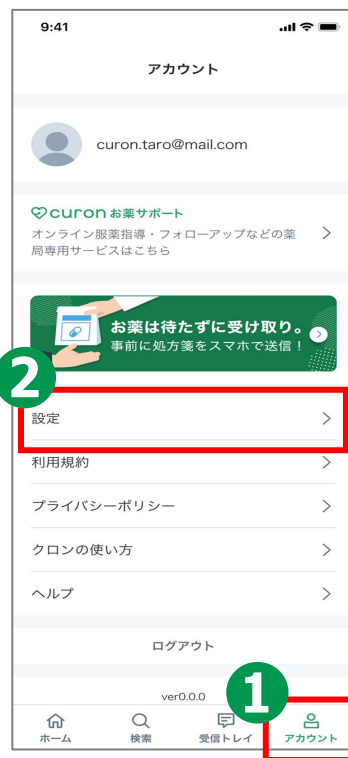 9:41
アカウント
curon.taro@mail.com
curon お薬サポート
オンライン服薬指導・フォローアップなどの薬
局専用サービスはこちら
お薬は待たずに受け取り。
事前に処方箋をスマホで送信！
2
設定
利用規約
プライバシーポリシー
クロンの使い方
ヘルプ
ログアウト
ver0.0.0
1
ホーム
検索
受信トレイ
アカウント